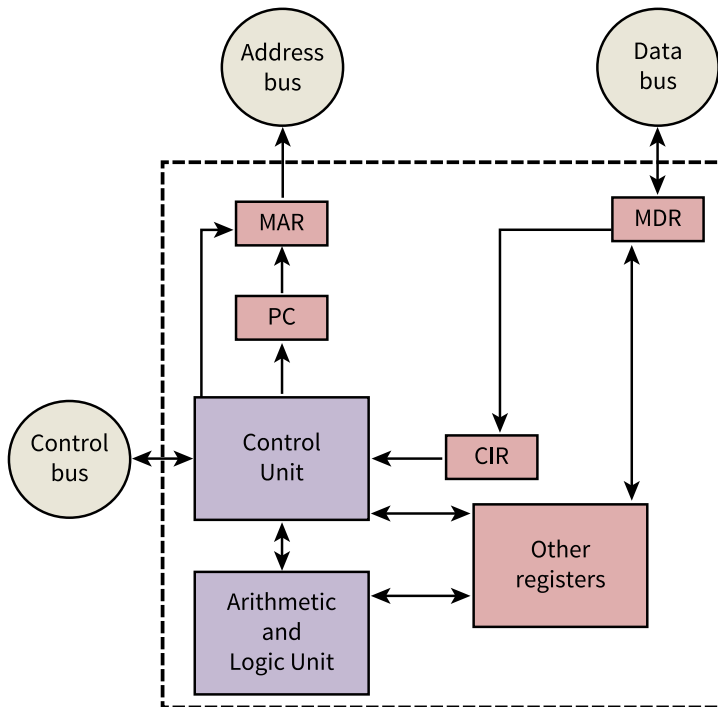 Address
bus
Data
bus
MAR
MDR
PC
Control
bus
Control
Unit
CIR
Other
registers
Arithmetic
and
Logic Unit